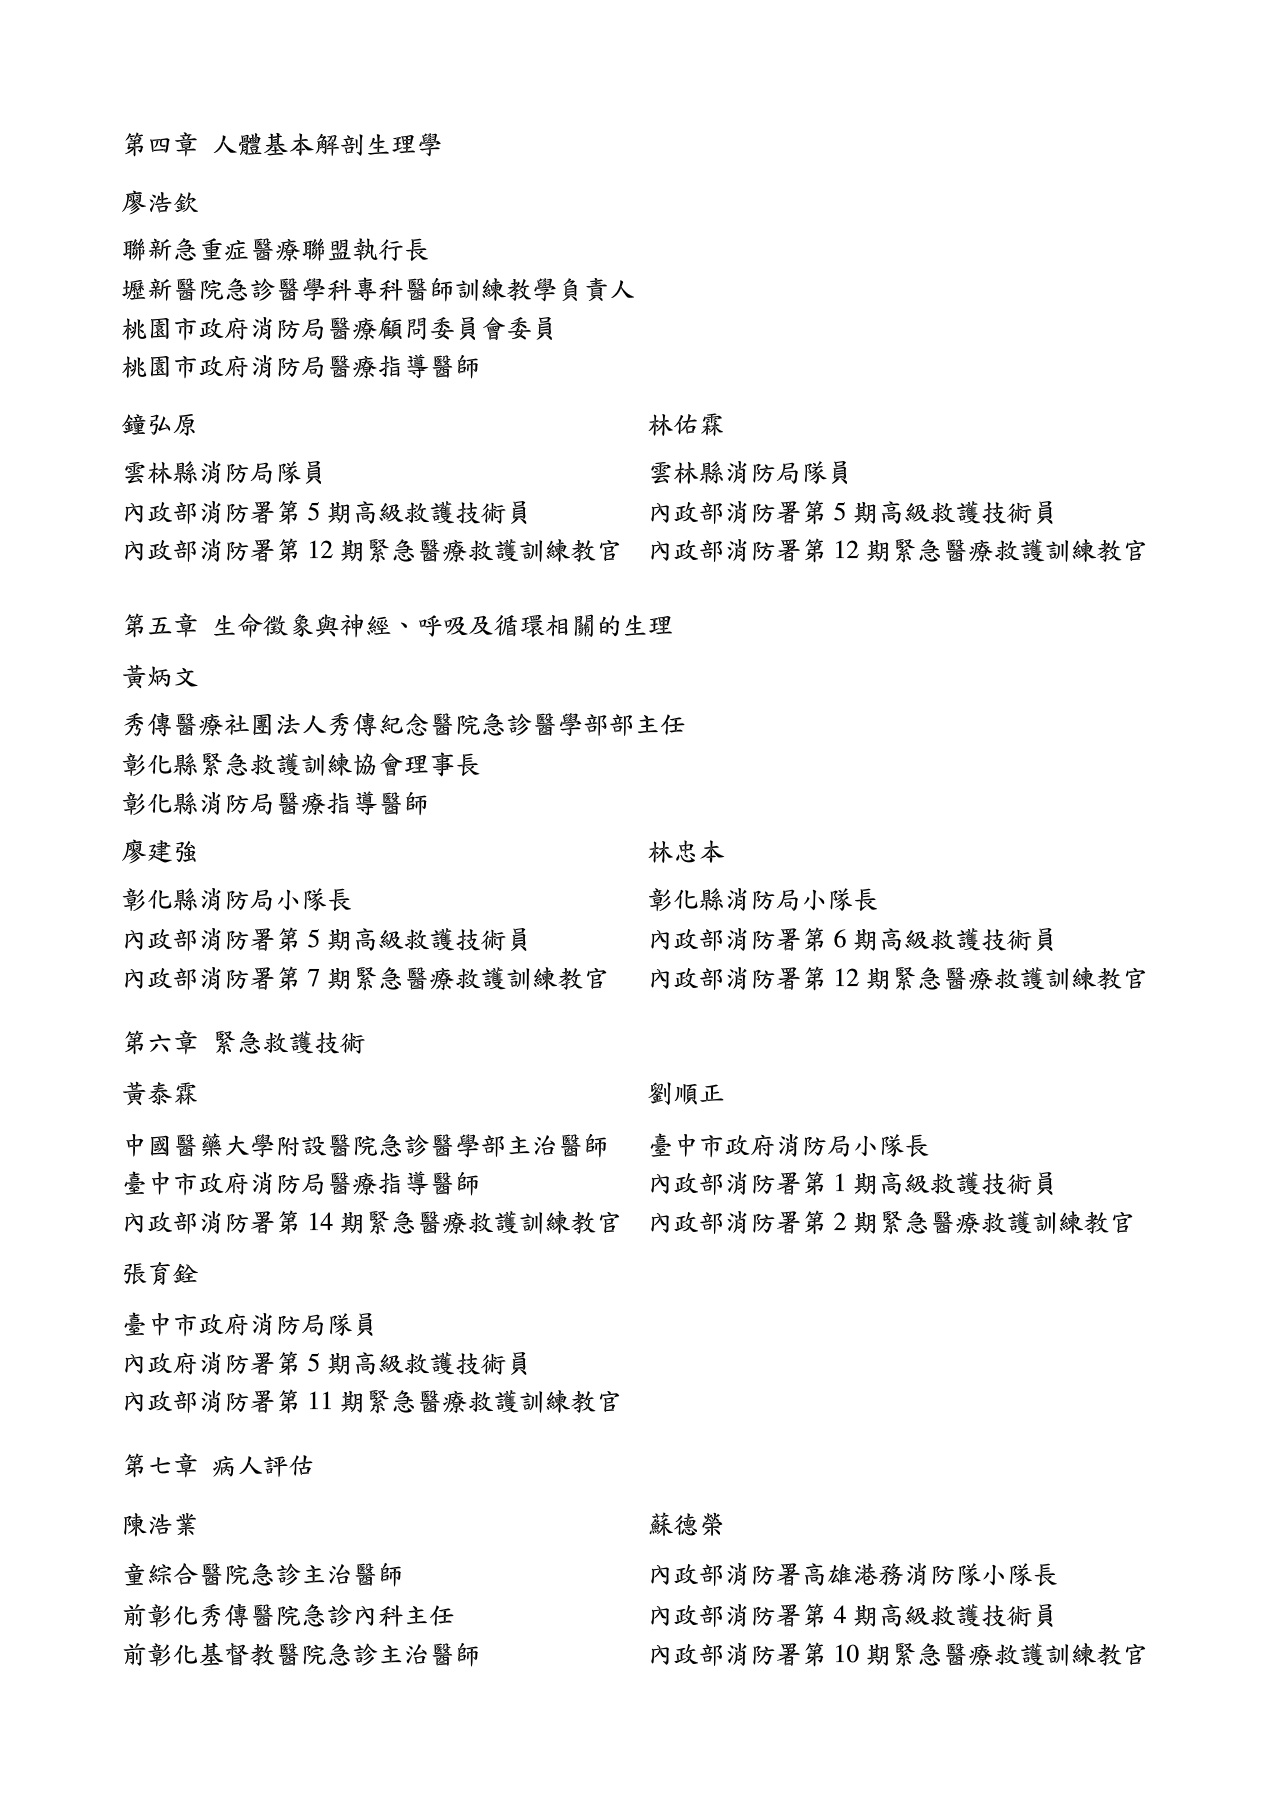 第四章 人體基本解剖生理學
廖浩欽
聯新急重症醫療聯盟執行長
壢新醫院急診醫學科專科醫師訓練教學負責人
桃園市政府消防局醫療顧問委員會委員
桃園市政府消防局醫療指導醫師
鐘弘原
雲林縣消防局隊員
內政部消防署第 5 期高級救護技術員
內政部消防署第 12 期緊急醫療救護訓練教官
林佑霖
雲林縣消防局隊員
內政部消防署第 5 期高級救護技術員
內政部消防署第 12 期緊急醫療救護訓練教官
第五章 生命徵象與神經、呼吸及循環相關的生理
黃炳文
秀傳醫療社團法人秀傳紀念醫院急診醫學部部主任
彰化縣緊急救護訓練協會理事長
彰化縣消防局醫療指導醫師
廖建強
彰化縣消防局小隊長
內政部消防署第 5 期高級救護技術員
內政部消防署第 7 期緊急醫療救護訓練教官
林忠本
彰化縣消防局小隊長
內政部消防署第 6 期高級救護技術員
內政部消防署第 12 期緊急醫療救護訓練教官
第六章 緊急救護技術
黃泰霖
中國醫藥大學附設醫院急診醫學部主治醫師
臺中市政府消防局醫療指導醫師
內政部消防署第 14 期緊急醫療救護訓練教官
劉順正
臺中市政府消防局小隊長
內政部消防署第 1 期高級救護技術員
內政部消防署第 2 期緊急醫療救護訓練教官
張育銓
臺中市政府消防局隊員
內政府消防署第 5 期高級救護技術員
內政部消防署第 11 期緊急醫療救護訓練教官
第七章 病人評估
陳浩業
童綜合醫院急診主治醫師
前彰化秀傳醫院急診內科主任
前彰化基督教醫院急診主治醫師
蘇德榮
內政部消防署高雄港務消防隊小隊長
內政部消防署第 4 期高級救護技術員
內政部消防署第 10 期緊急醫療救護訓練教官